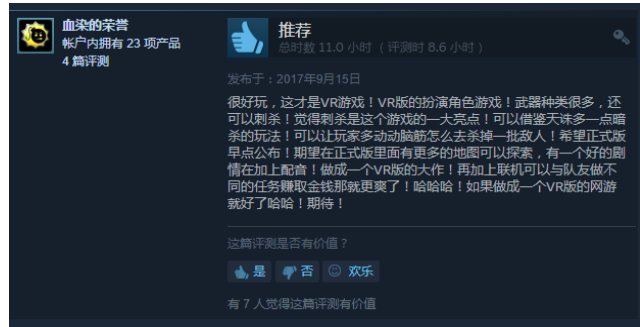 血染的荣誉
帐户内拥有 23 项产品
4 篇评测
推荐
总时数 11.0 小时 （评测时 8.6 小时）
发布于：2017年9月15日
很好玩，这才是VR游戏！VR版的扮演角色游戏！武器种类很多，还
可以刺杀！觉得刺杀是这个游戏的一大亮点！可以借鉴天诛多一点暗
杀的玩法！可以让玩家多动动脑筋怎么去杀掉一批敌人！希望正式版
早点公布！期望在正式版里面有更多的地图可以探索，有一个好的剧
情在加上配音！做成一个VR版的大作！再加上联机可以与队友做不
同的任务赚取金钱那就更爽了！哈哈哈！如果做成一个VR版的网游
就好了哈哈！期待！
这篇评测是否有价值？
是 否 欢乐
有 7 人觉得这篇评测有价值